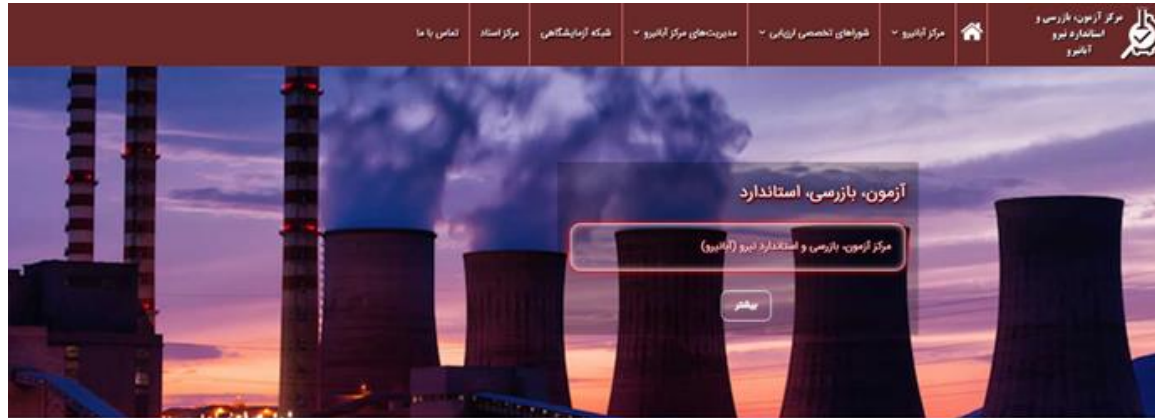 مرکز آزمون، بازرسی و
استاندارد نیرو
آبانیرو
مرکز آبانیرو
شوراهای تخصصی ارزیابی
مدیریت‌های مرکز آبانیرو
شبکه آزمایشگاهی
مرکز اسناد
تماس با ما
آزمون، بازرسی، استاندارد
مرکز آزمون، بازرسی و استاندارد نیرو (آبانیرو)
بیشتر